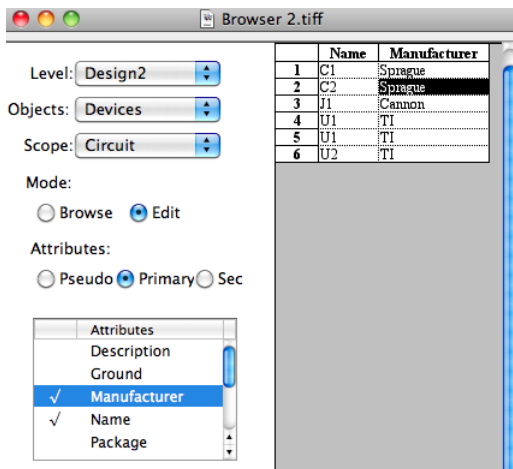 Browser 2.tiff
Level: Design2
Objects: Devices
Scope: Circuit
Mode:
Browse Edit
Attributes:
Pseudo Primary Sec
Attributes
Description
Ground
√ Manufacturer
√ Name
Package
Name Manufacturer
1 C1 Sprague
2 C2 Sprague
3 J1 Cannon
4 U1 TI
5 U1 TI
6 U2 TI